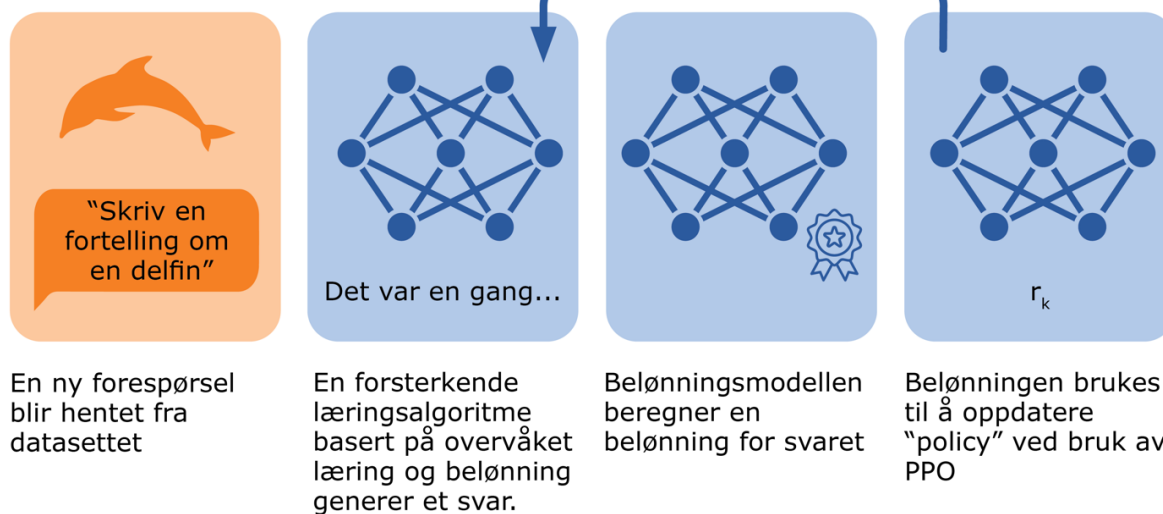 “Skriv en
fortelling om
en delfin”
Det var en gang...
r_k
En ny forespørsel
blir hentet fra
datasettet
En forsterkende
læringsalgoritme
basert på overvåket
læring og belønning
generer et svar.
Belønningsmodellen
beregner en
belønning for svaret
Belønningen brukes
til å oppdatere
“policy” ved bruk av
PPO